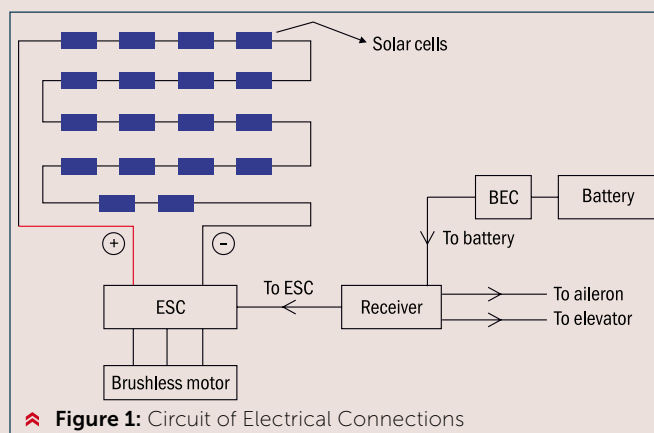 Solar cells
BEC
Battery
+
-
To battery
To ESC
To aileron
ESC
Receiver
To elevator
Brushless motor
Figure 1: Circuit of Electrical Connections